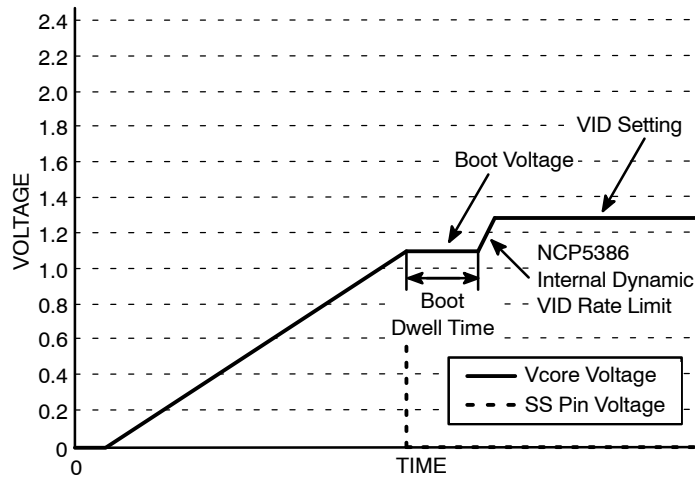 2.4
2.2
2.0
1.8
1.6
1.4
1.2
1.0
0.8
0.6
0.4
0.2
0
VOLTAGE
VID Setting
Boot Voltage
NCP5386
Internal Dynamic
VID Rate Limit
Boot
Dwell Time
Vcore Voltage
SS Pin Voltage
0
TIME